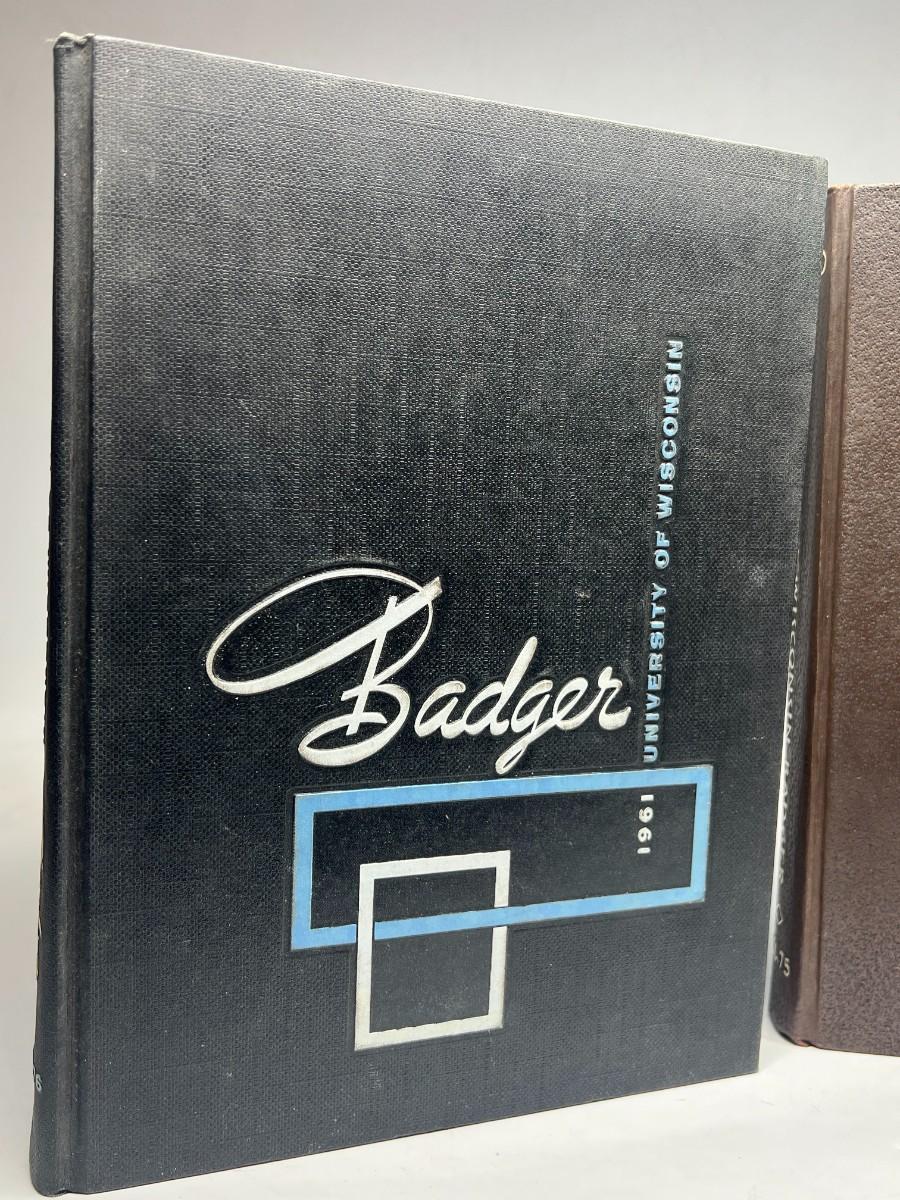 Badger
UNIVERSITY OF WISCONSIN
1961